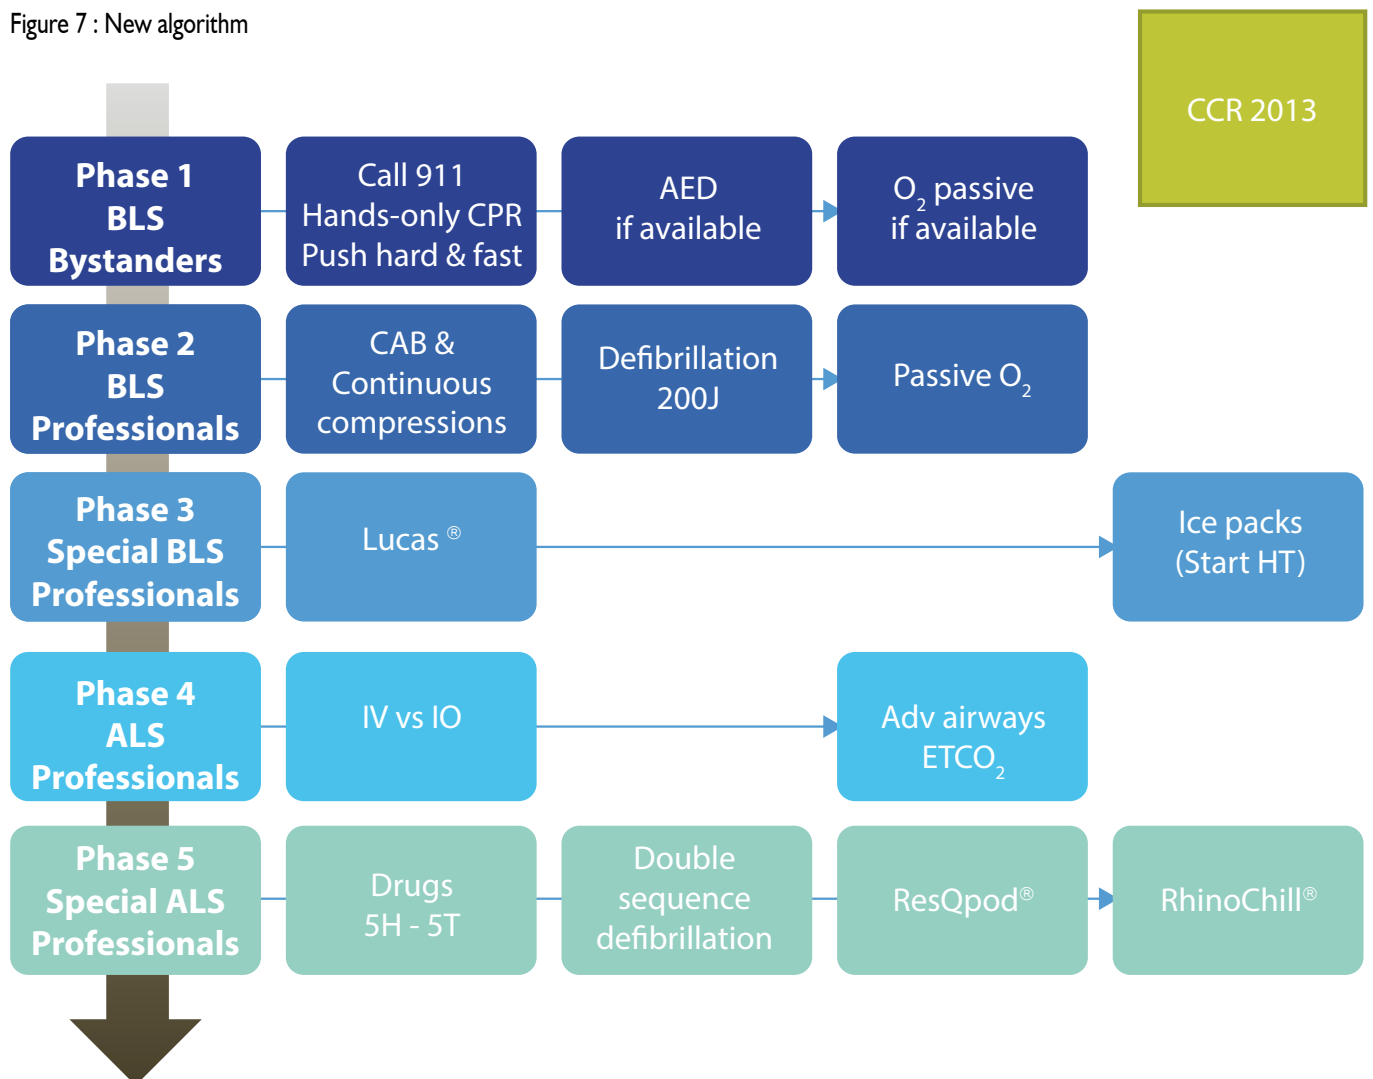 Figure 7 : New algorithm
CCR 2013
Phase 1
BLS
Bystanders
Call 911
Hands-only CPR
Push hard & fast
AED
if available
O₂ passive
if available
Phase 2
BLS
Professionals
CAB &
Continuous
compressions
Defibrillation
200J
Passive O₂
Phase 3
Special BLS
Professionals
Lucas ®
Ice packs
(Start HT)
Phase 4
ALS
Professionals
IV vs IO
Adv airways
ETCO₂
Phase 5
Special ALS
Professionals
Drugs
5H - 5T
Double
sequence
defibrillation
ResQpod®
RhinoChill®